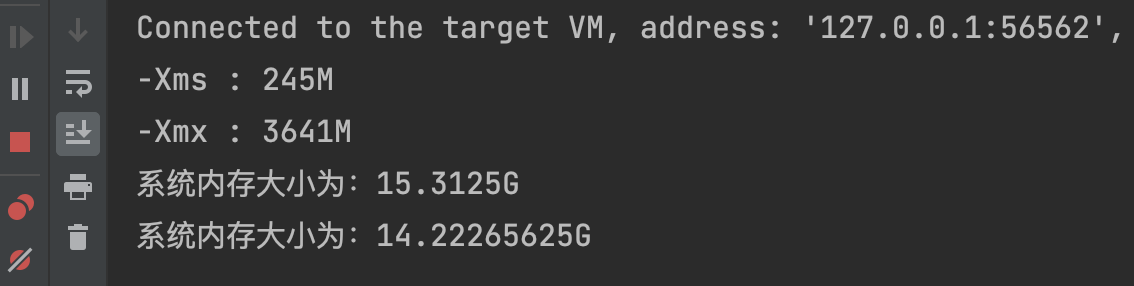 Connected to the target VM, address: '127.0.0.1:56562',
-Xms : 245M
-Xmx : 3641M
系统内存大小为：15.3125G
系统内存大小为：14.22265625G